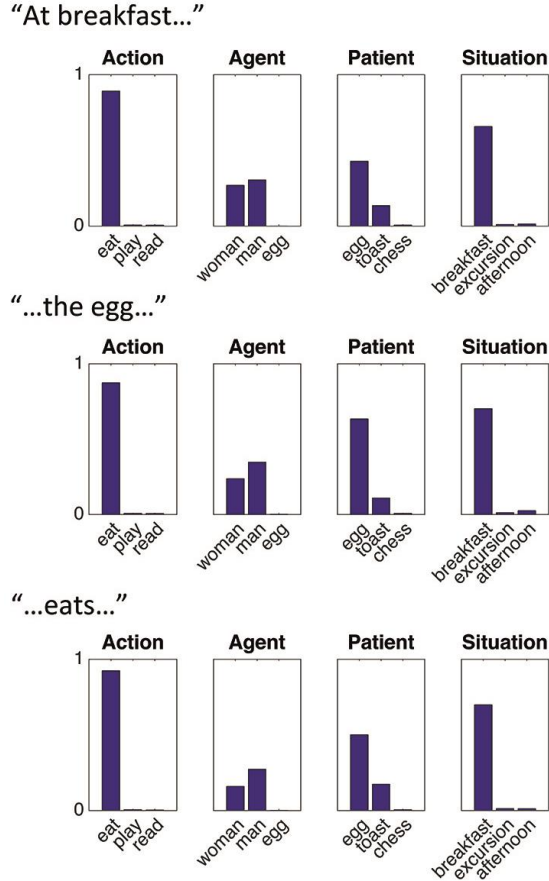 “At breakfast...”
Action Agent Patient Situation
1
0
eat play read woman man egg egg toast chess breakfast excursion afternoon
“...the egg...”
Action Agent Patient Situation
1
0
eat play read woman man egg egg toast chess breakfast excursion afternoon
“...eats...”
Action Agent Patient Situation
1
0
eat play read woman man egg egg toast chess breakfast excursion afternoon